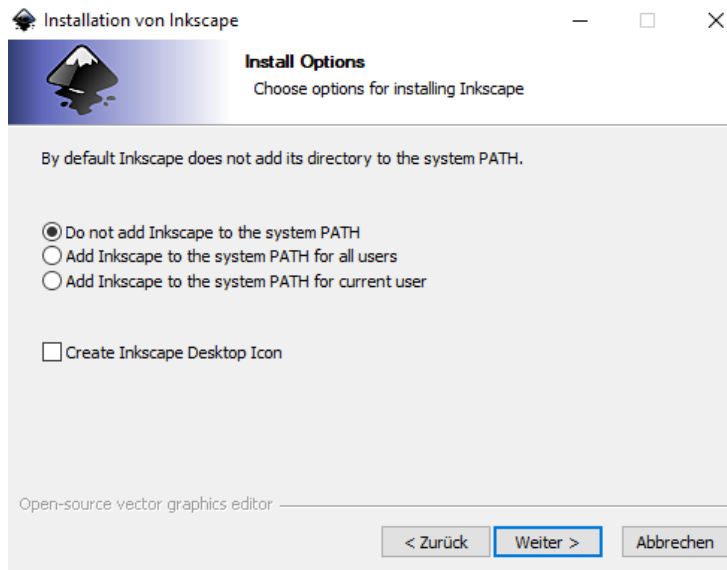 Installation von Inkscape
Install Options
Choose options for installing Inkscape
By default Inkscape does not add its directory to the system PATH.
Do not add Inkscape to the system PATH
Add Inkscape to the system PATH for all users
Add Inkscape to the system PATH for current user
Create Inkscape Desktop Icon
Open-source vector graphics editor
< Zurück Weiter > Abbrechen